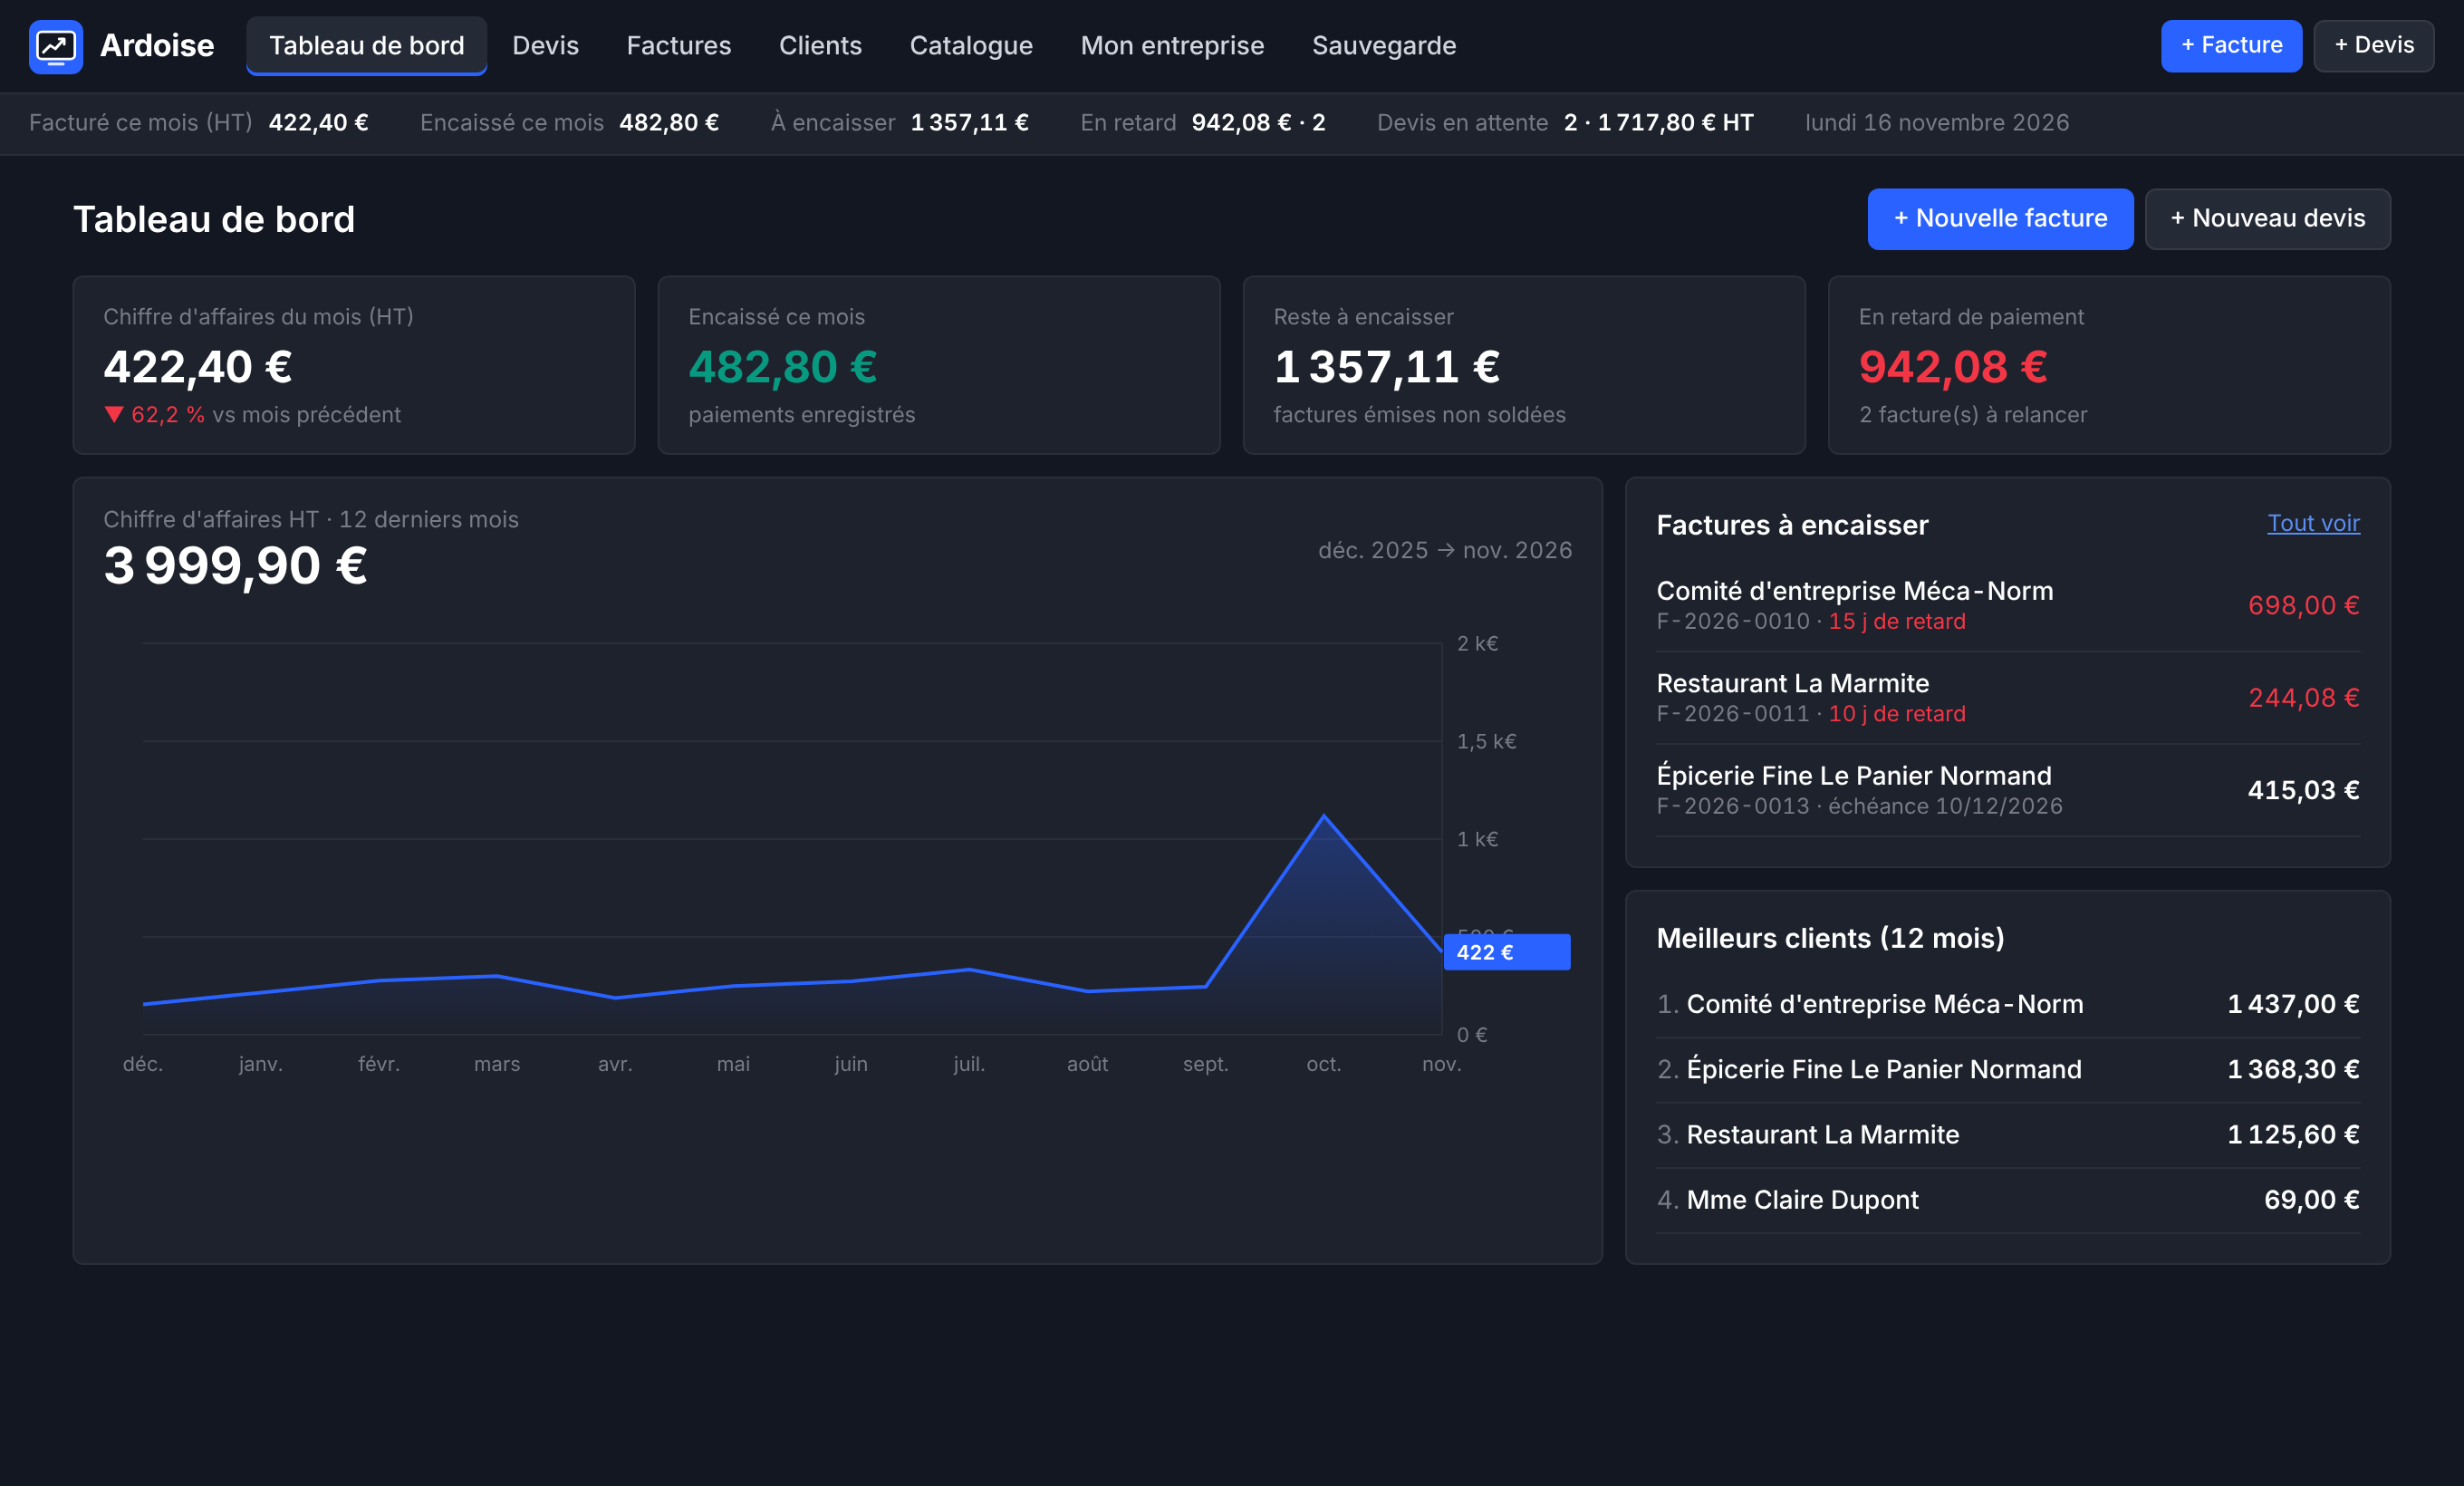 Ardoise
Tableau de bord
Devis
Factures
Clients
Catalogue
Mon entreprise
Sauvegarde
+ Facture
+ Devis
Facturé ce mois (HT) 422,40 €
Encaissé ce mois 482,80 €
À encaisser 1 357,11 €
En retard 942,08 € · 2
Devis en attente 2 · 1 717,80 € HT
lundi 16 novembre 2026
Tableau de bord
+ Nouvelle facture
+ Nouveau devis
Chiffre d'affaires du mois (HT)
422,40 €
▼ 62,2 % vs mois précédent
Encaissé ce mois
482,80 €
paiements enregistrés
Reste à encaisser
1 357,11 €
factures émises non soldées
En retard de paiement
942,08 €
2 facture(s) à relancer
Chiffre d'affaires HT · 12 derniers mois
3 999,90 €
déc. 2025 → nov. 2026
2 k€
1,5 k€
1 k€
422 €
0 €
déc.
janv.
févr.
mars
avr.
mai
juin
juil.
août
sept.
oct.
nov.
Factures à encaisser
Tout voir
Comité d'entreprise Méca-Norm
F-2026-0010 · 15 j de retard
698,00 €
Restaurant La Marmite
F-2026-0011 · 10 j de retard
244,08 €
Épicerie Fine Le Panier Normand
F-2026-0013 · échéance 10/12/2026
415,03 €
Meilleurs clients (12 mois)
1. Comité d'entreprise Méca-Norm 1 437,00 €
2. Épicerie Fine Le Panier Normand 1 368,30 €
3. Restaurant La Marmite 1 125,60 €
4. Mme Claire Dupont 69,00 €